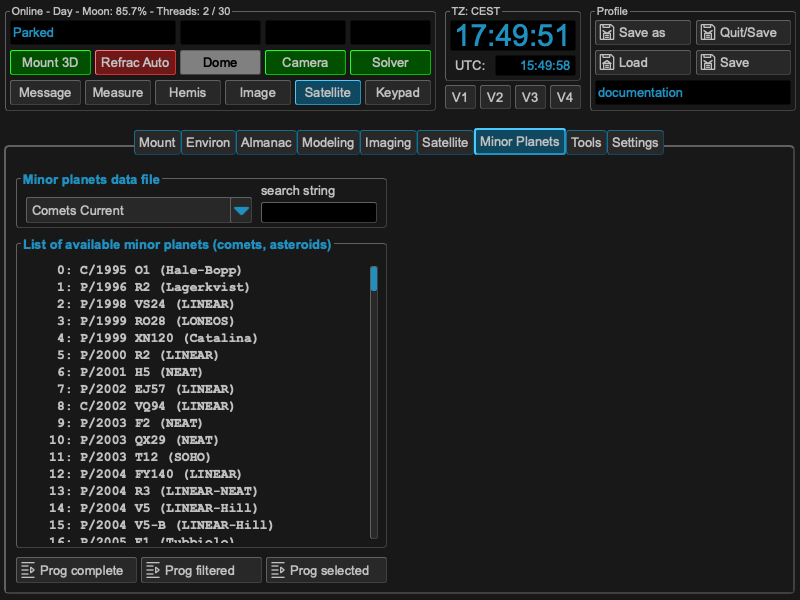 Online - Day - Moon: 85.7% - Threads: 2 / 30
Parked
Mount 3D Refrac Auto Dome Camera Solver
Message Measure Hemis Image Satellite Keypad
TZ: CEST
17:49:51
UTC: 15:49:58
V1 V2 V3 V4
Profile
Save as Quit/Save
Load Save
documentation
Mount Environ Almanac Modeling Imaging Satellite Minor Planets Tools Settings
Minor planets data file
search string
Comets Current
List of available minor planets (comets, asteroids)
0: C/1995 O1 (Hale-Bopp)
1: P/1996 R2 (Lagerkvist)
2: P/1998 VS24 (LINEAR)
3: P/1999 RO28 (LONEOS)
4: P/1999 XN120 (Catalina)
5: P/2000 R2 (LINEAR)
6: P/2001 H5 (NEAT)
7: P/2002 EJ57 (LINEAR)
8: C/2002 VQ94 (LINEAR)
9: P/2003 F2 (NEAT)
10: P/2003 QX29 (NEAT)
11: P/2003 T12 (SOHO)
12: P/2004 FY140 (LINEAR)
13: P/2004 R3 (LINEAR-NEAT)
14: P/2004 V5 (LINEAR-Hill)
15: P/2004 V5-B (LINEAR-Hill)
16: P/2005
Prog complete Prog filtered Prog selected